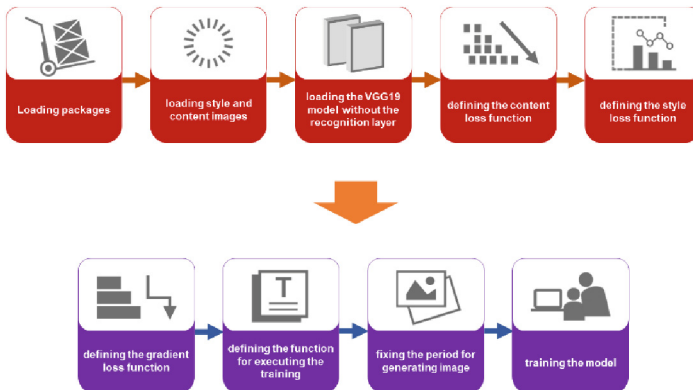 Loading packages
loading style and
content images
loading the VGG19
model without the
recognition layer
defining the content
loss function
defining the style
loss function
defining the gradient
loss function
T
defining the function
for executing the
training
fixing the period for
generating image
training the model